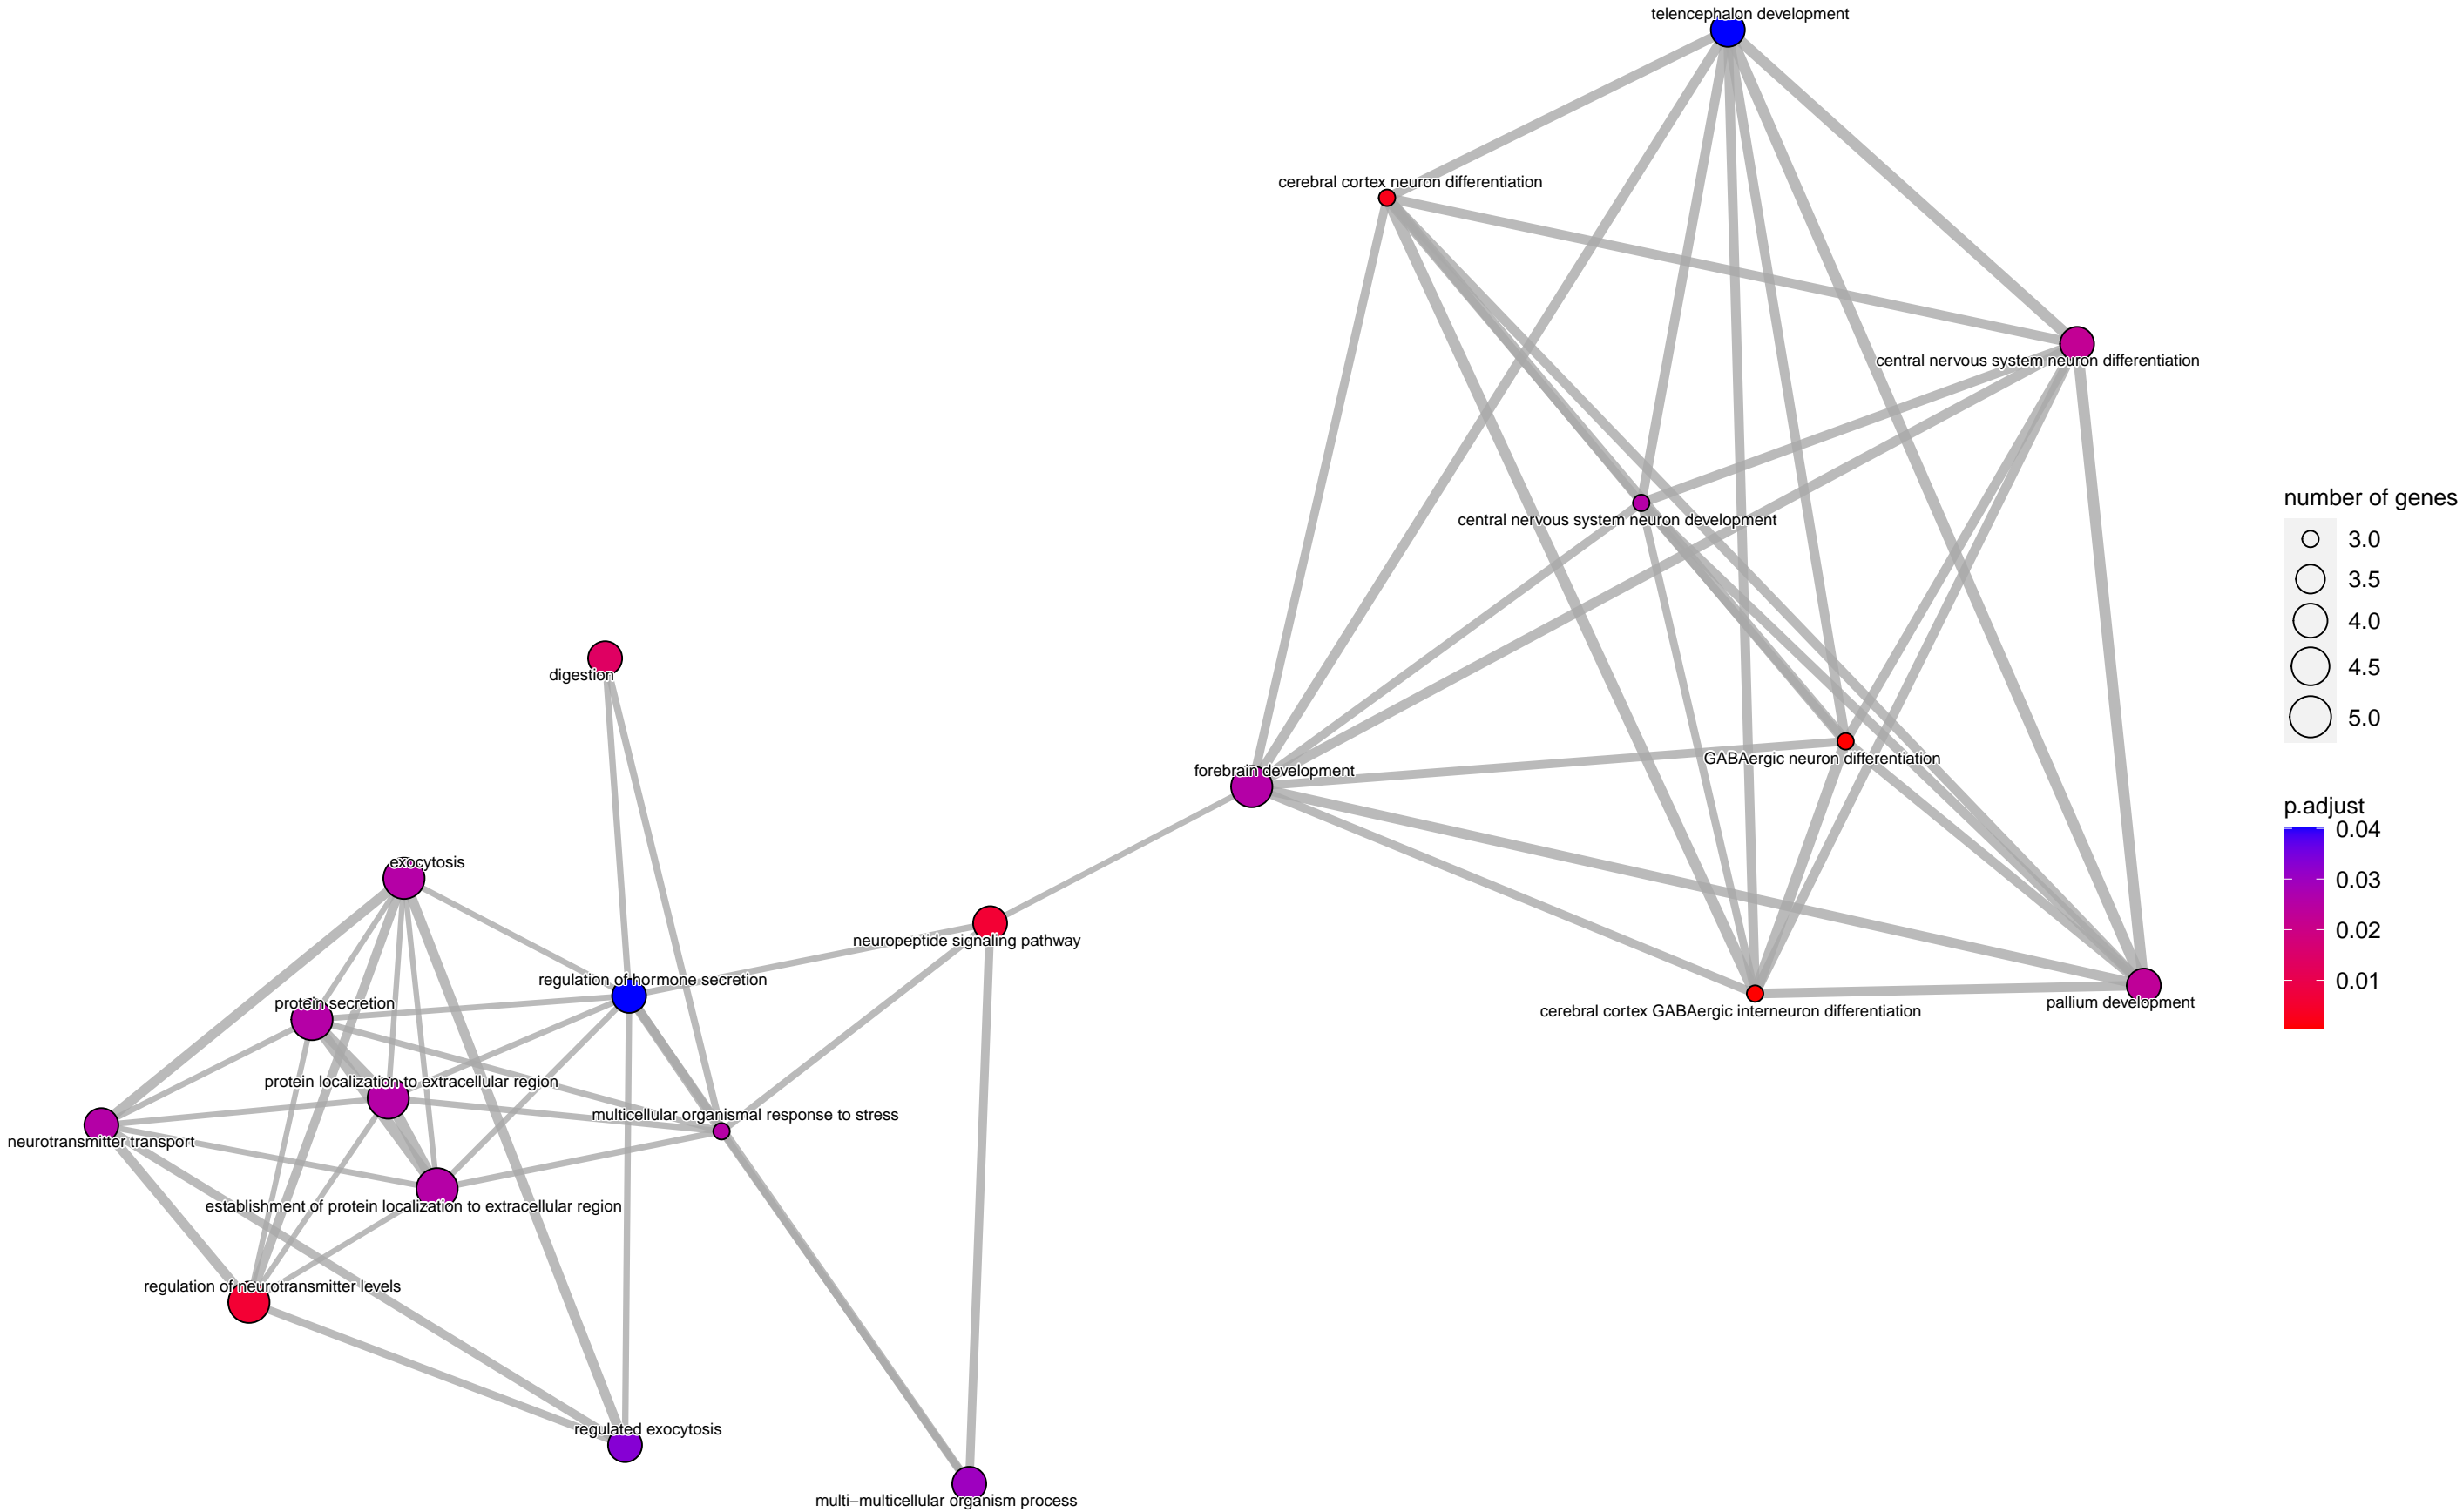 telencephalon development
cerebral cortex neuron differentiation
central nervous system neuron differentiation
number of genes
3.0
central nervous system neuron development
3.5
4.0
4.5
digestion
5.0
GABAergic neuron differentiation
forebrain development
p.adjust
0.04
exocytosis
0.03
0.02
neuropeptide signaling pathway
regulation of hormone secretion
0.01
protein secretion
pallium development
cerebral cortex GABAergic interneuron differentiation
protein localization to extracellular region
multicellular organismal response to stress
neurotransmitter transport
establishment of protein localization to extracellular region
regulation of neurotransmitter levels
regulated exocytosis
multi−multicellular organism process